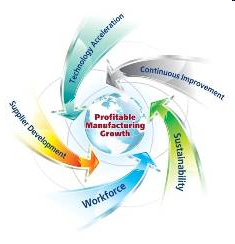 Technology Acceleration
Continuous Improvement
Profitable
Manufacturing
Growth
Supplier Development
Sustainability
Workforce